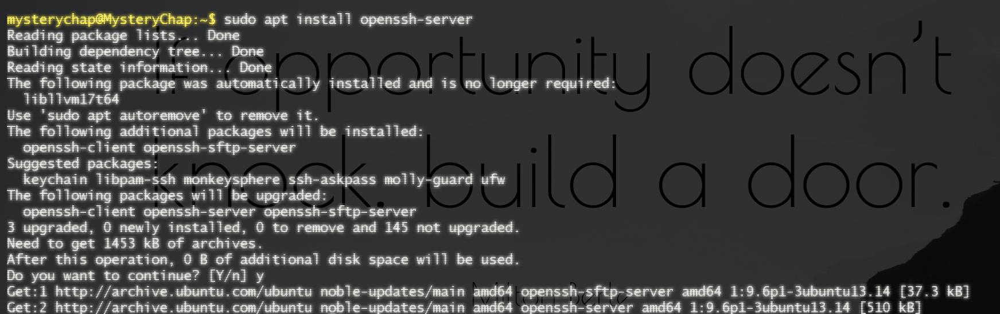 mysterychap@MysteryChap:~$ sudo apt install openssh-server
Reading package lists... Done
Building dependency tree... Done
Reading state information... Done
The following package was automatically installed and is no longer required:
  libllvm17t64
Use 'sudo apt autoremove' to remove it.
The following additional packages will be installed:
  openssh-client openssh-sftp-server
Suggested packages:
  keychain libpam-ssh monkeysphere ssh-askpass molly-guard ufw
The following packages will be upgraded:
  openssh-client openssh-server openssh-sftp-server
3 upgraded, 0 newly installed, 0 to remove and 145 not upgraded.
Need to get 1453 kB of archives.
After this operation, 0 B of additional disk space will be used.
Do you want to continue? [Y/n] y
Get:1 http://archive.ubuntu.com/ubuntu noble-updates/main amd64 openssh-sftp-server amd64 1:9.6p1-3ubuntu13.14 [37.3 kB]
Get:2 http://archive.ubuntu.com/ubuntu noble-updates/main amd64 openssh-server amd64 1:9.6p1-3ubuntu13.14 [510 kB]
If opportunity doesn't
knock. build a door.
Milton Berle